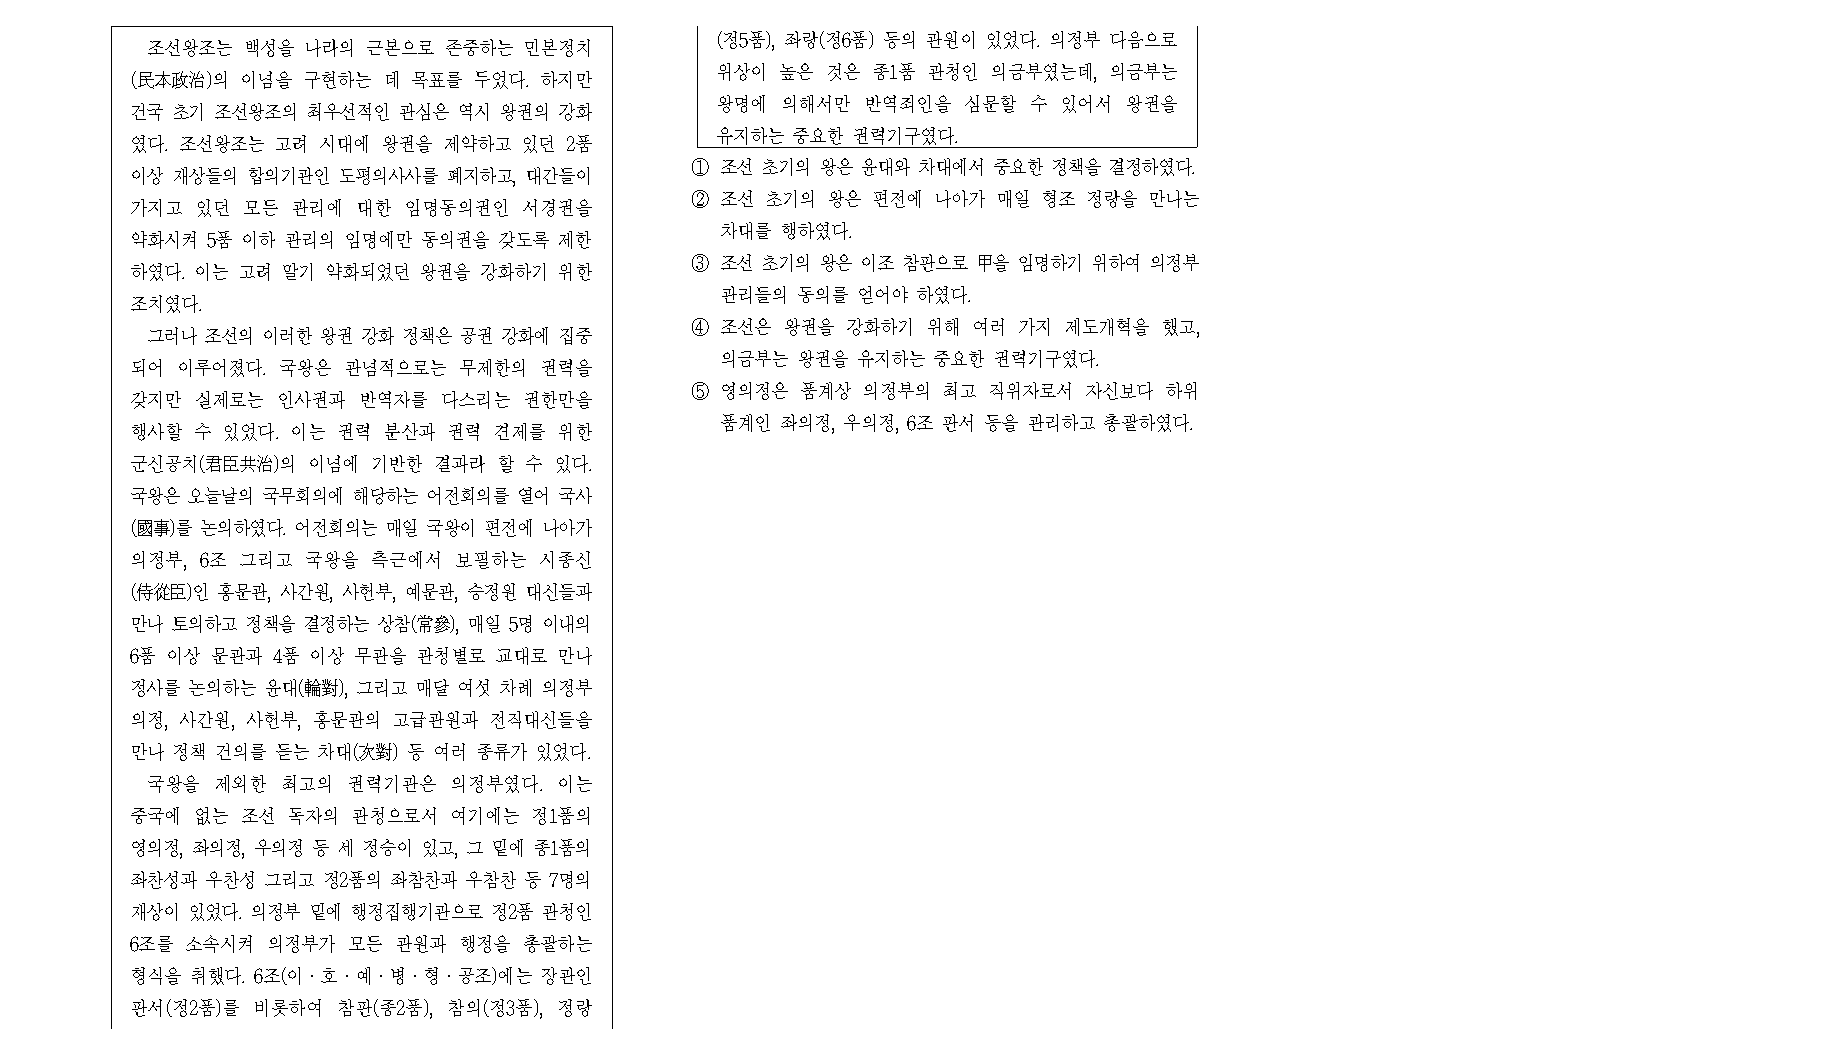 조선왕조는 백성을 나라의 근본으로 존중하는 민본정치
(民本政治)의 이념을 구현하는 데 목표를 두었다. 하지만
건국 초기 조선왕조의 최우선적인 관심은 역시 왕권의 강화
였다. 조선왕조는 고려 시대에 왕권을 제약하고 있던 2품
이상 재상들의 합의기관인 도평의사사를 폐지하고, 대간들이
가지고 있던 모든 관리에 대한 임명동의권인 서경권을
약화시켜 5품 이하 관리의 임명에만 동의권을 갖도록 제한
하였다. 이는 고려 말기 약화되었던 왕권을 강화하기 위한
조치였다.
그러나 조선의 이러한 왕권 강화 정책은 공권 강화에 집중
되어 이루어졌다. 국왕은 관념적으로는 무제한의 권력을
갖지만 실제로는 인사권과 반역자를 다스리는 권한만을
행사할 수 있었다. 이는 권력 분산과 권력 견제를 위한
군신공치(君臣共治)의 이념에 기반한 결과라 할 수 있다.
국왕은 오늘날의 국무회의에 해당하는 어전회의를 열어 국사
(國事)를 논의하였다. 어전회의는 매일 국왕이 편전에 나아가
의정부, 6조 그리고 국왕을 측근에서 보필하는 시종신
(侍從臣)인 홍문관, 사간원, 사헌부, 예문관, 승정원 대신들과
만나 토의하고 정책을 결정하는 상참(常參), 매일 5명 이내의
6품 이상 문관과 4품 이상 무관을 관청별로 교대로 만나
정사를 논의하는 윤대(輪對), 그리고 매달 여섯 차례 의정부
의정, 사간원, 사헌부, 홍문관의 고급관원과 전직대신들을
만나 정책 건의를 듣는 차대(次對) 등 여러 종류가 있었다.
국왕을 제외한 최고의 권력기관은 의정부였다. 이는
중국에 없는 조선 독자의 관청으로서 여기에는 정1품의
영의정, 좌의정, 우의정 등 세 정승이 있고, 그 밑에 종1품의
좌찬성과 우찬성 그리고 정2품의 좌참찬과 우참찬 등 7명의
재상이 있었다. 의정부 밑에 행정집행기관으로 정2품 관청인
6조를 소속시켜 의정부가 모든 관원과 행정을 총괄하는
형식을 취했다. 6조(이·호·예·병·형·공조)에는 장관인
판서(정2품)를 비롯하여 참판(종2품), 참의(정3품), 정랑
(정5품), 좌랑(정6품) 등의 관원이 있었다. 의정부 다음으로
위상이 높은 것은 종1품 관청인 의금부였는데, 의금부는
왕명에 의해서만 반역죄인을 심문할 수 있어서 왕권을
유지하는 중요한 권력기구였다.
① 조선 초기의 왕은 윤대와 차대에서 중요한 정책을 결정하였다.
② 조선 초기의 왕은 편전에 나아가 매일 형조 정랑을 만나는
차대를 행하였다.
③ 조선 초기의 왕은 이조 참판으로 甲을 임명하기 위하여 의정부
관리들의 동의를 얻어야 하였다.
④ 조선은 왕권을 강화하기 위해 여러 가지 제도개혁을 했고,
의금부는 왕권을 유지하는 중요한 권력기구였다.
⑤ 영의정은 품계상 의정부의 최고 직위자로서 자신보다 하위
품계인 좌의정, 우의정, 6조 판서 등을 관리하고 총괄하였다.